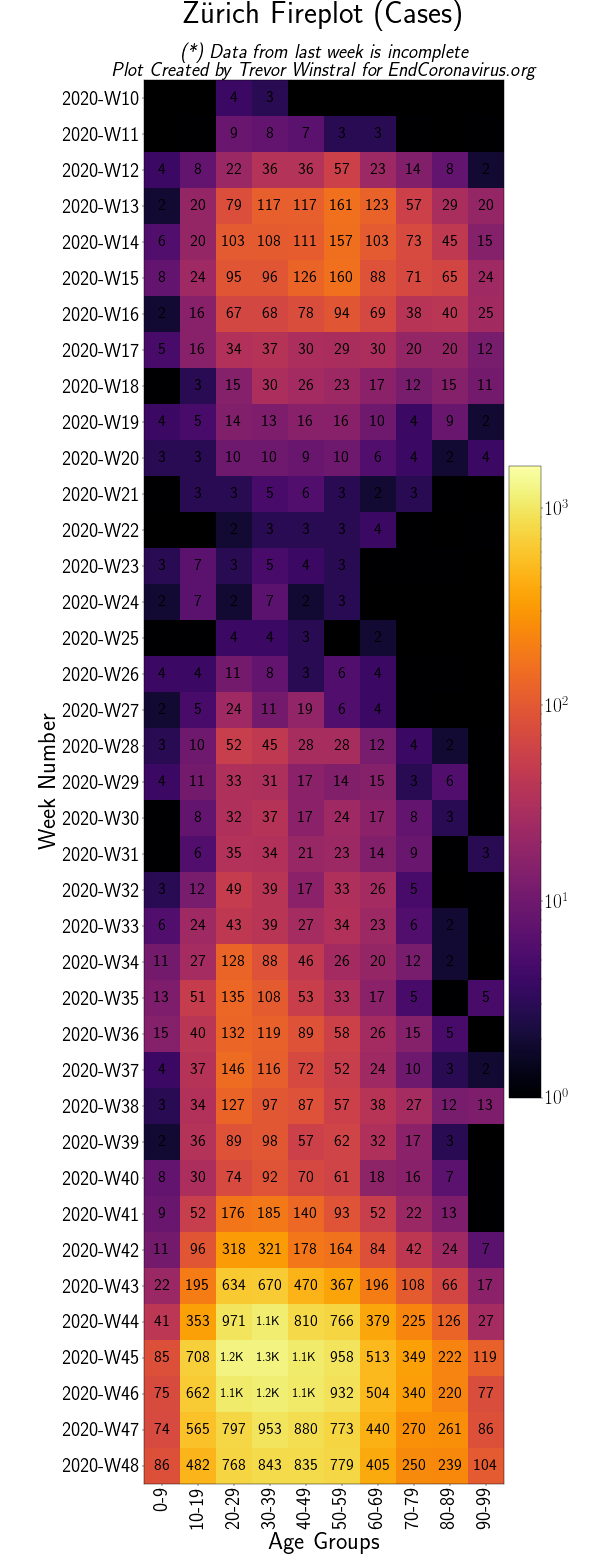 Zürich Fireplot (Cases)
(*) Data from last week is incomplete
Plot Created by Trevor Winstral for EndCoronavirus.org
2020-W10 4 3
2020-W11 9 8 7 3 3
2020-W12 4 8 22 36 36 57 23 14 8 2
2020-W13 2 20 79 117 117 161 123 57 29 20
2020-W14 6 20 103 108 111 157 103 73 45 15
2020-W15 8 24 95 96 126 160 88 71 65 24
2020-W16 2 16 67 68 78 94 69 38 40 25
2020-W17 5 16 34 37 30 29 30 20 20 12
2020-W18 3 15 30 26 23 17 12 15 11
2020-W19 4 5 14 13 16 16 10 4 9 2
2020-W20 3 3 10 10 9 10 6 4 2 4
2020-W21 3 3 5 6 3 2 3
2020-W22 2 3 3 3 4
2020-W23 3 7 3 5 4 3
2020-W24 2 7 2 7 2 3
2020-W25 4 4 3 2
2020-W26 4 4 11 8 3 6 4
2020-W27 2 5 24 11 19 6 4
2020-W28 3 10 52 45 28 28 12 4 2
2020-W29 4 11 33 31 17 14 15 3 6
2020-W30 8 32 37 17 24 17 8 3
2020-W31 6 35 34 21 23 14 9 3
2020-W32 3 12 49 39 17 33 26 5
2020-W33 6 24 43 39 27 34 23 6 2
2020-W34 11 27 128 88 46 26 20 12 2
2020-W35 13 51 135 108 53 33 17 5 5
2020-W36 15 40 132 119 89 58 26 15 5
2020-W37 4 37 146 116 72 52 24 10 3 2
2020-W38 3 34 127 97 87 57 38 27 12 13
2020-W39 2 36 89 98 57 62 32 17 3
2020-W40 8 30 74 92 70 61 18 16 7
2020-W41 9 52 176 185 140 93 52 22 13
2020-W42 11 96 318 321 178 164 84 42 24 7
2020-W43 22 195 634 670 470 367 196 108 66 17
2020-W44 41 353 971 1.1K 810 766 379 225 126 27
2020-W45 85 708 1.2K 1.3K 1.1K 958 513 349 222 119
2020-W46 75 662 1.1K 1.2K 1.1K 932 504 340 220 77
2020-W47 74 565 797 953 880 773 440 270 261 86
2020-W48 86 482 768 843 835 779 405 250 239 104
0-9 10-19 20-29 30-39 40-49 50-59 60-69 70-79 80-89 90-99
Age Groups
Week Number
10³
10²
10¹
10⁰